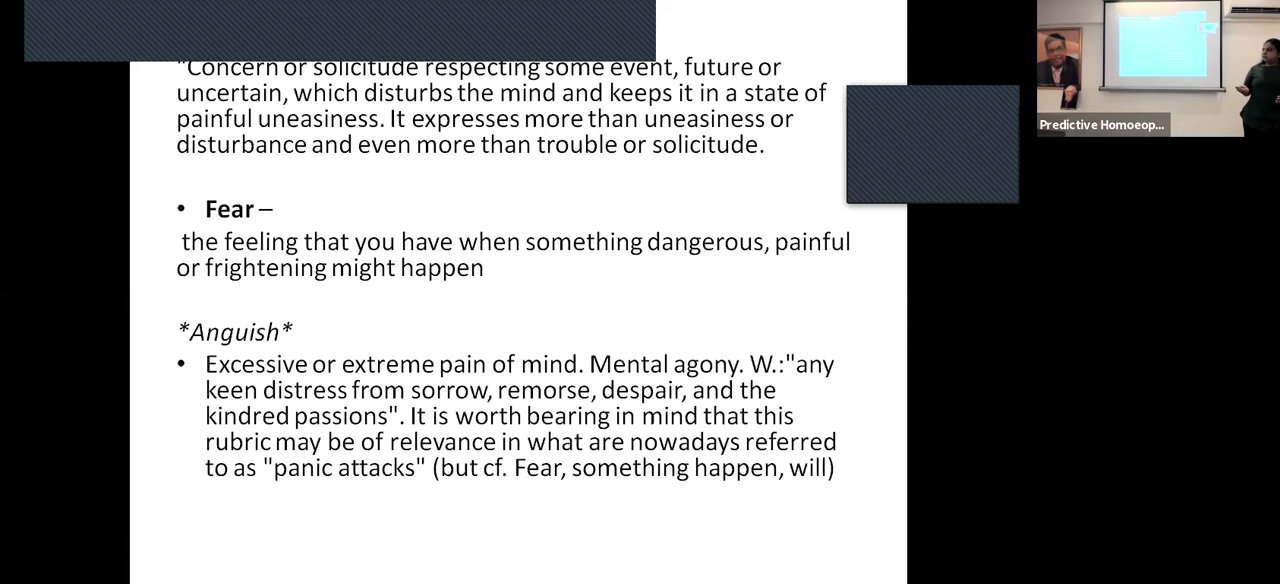 "Concern or solicitude respecting some event, future or
uncertain, which disturbs the mind and keeps it in a state of
painful uneasiness. It expresses more than uneasiness or
disturbance and even more than trouble or solicitude.
• Fear –
the feeling that you have when something dangerous, painful
or frightening might happen
*Anguish*
• Excessive or extreme pain of mind. Mental agony. W.:"any
keen distress from sorrow, remorse, despair, and the
kindred passions". It is worth bearing in mind that this
rubric may be of relevance in what are nowadays referred
to as "panic attacks" (but cf. Fear, something happen, will)
Predictive Homoeop...